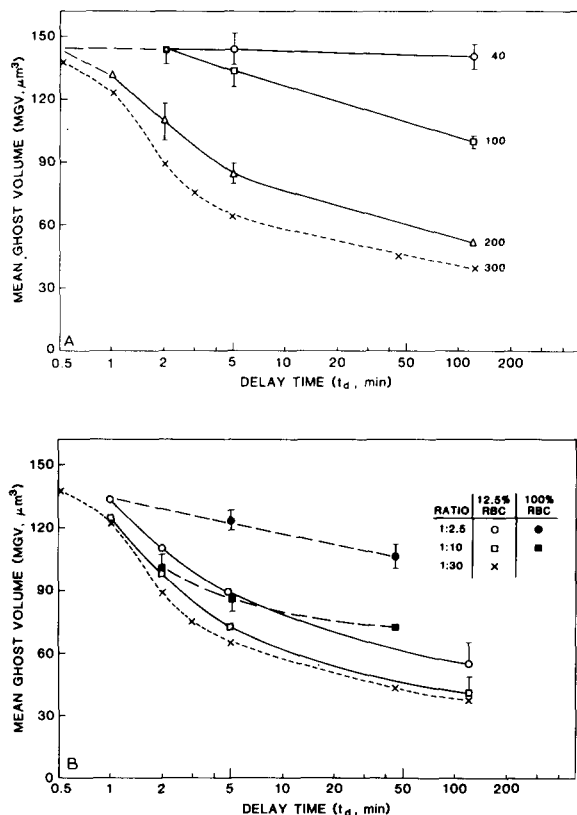 150
120
90
60
30
0
MEAN GHOST VOLUME (MGV, μm³)
40
100
200
300
A
0.5 1 2 5 10 20 50 100 200
DELAY TIME (td, min)
150
120
90
60
30
0
MEAN GHOST VOLUME (MGV, μm³)
RATIO 12.5% RBC 100% RBC
1:2.5
1:10
1:30
B
0.5 1 2 5 10 20 50 100 200
DELAY TIME (td, min)